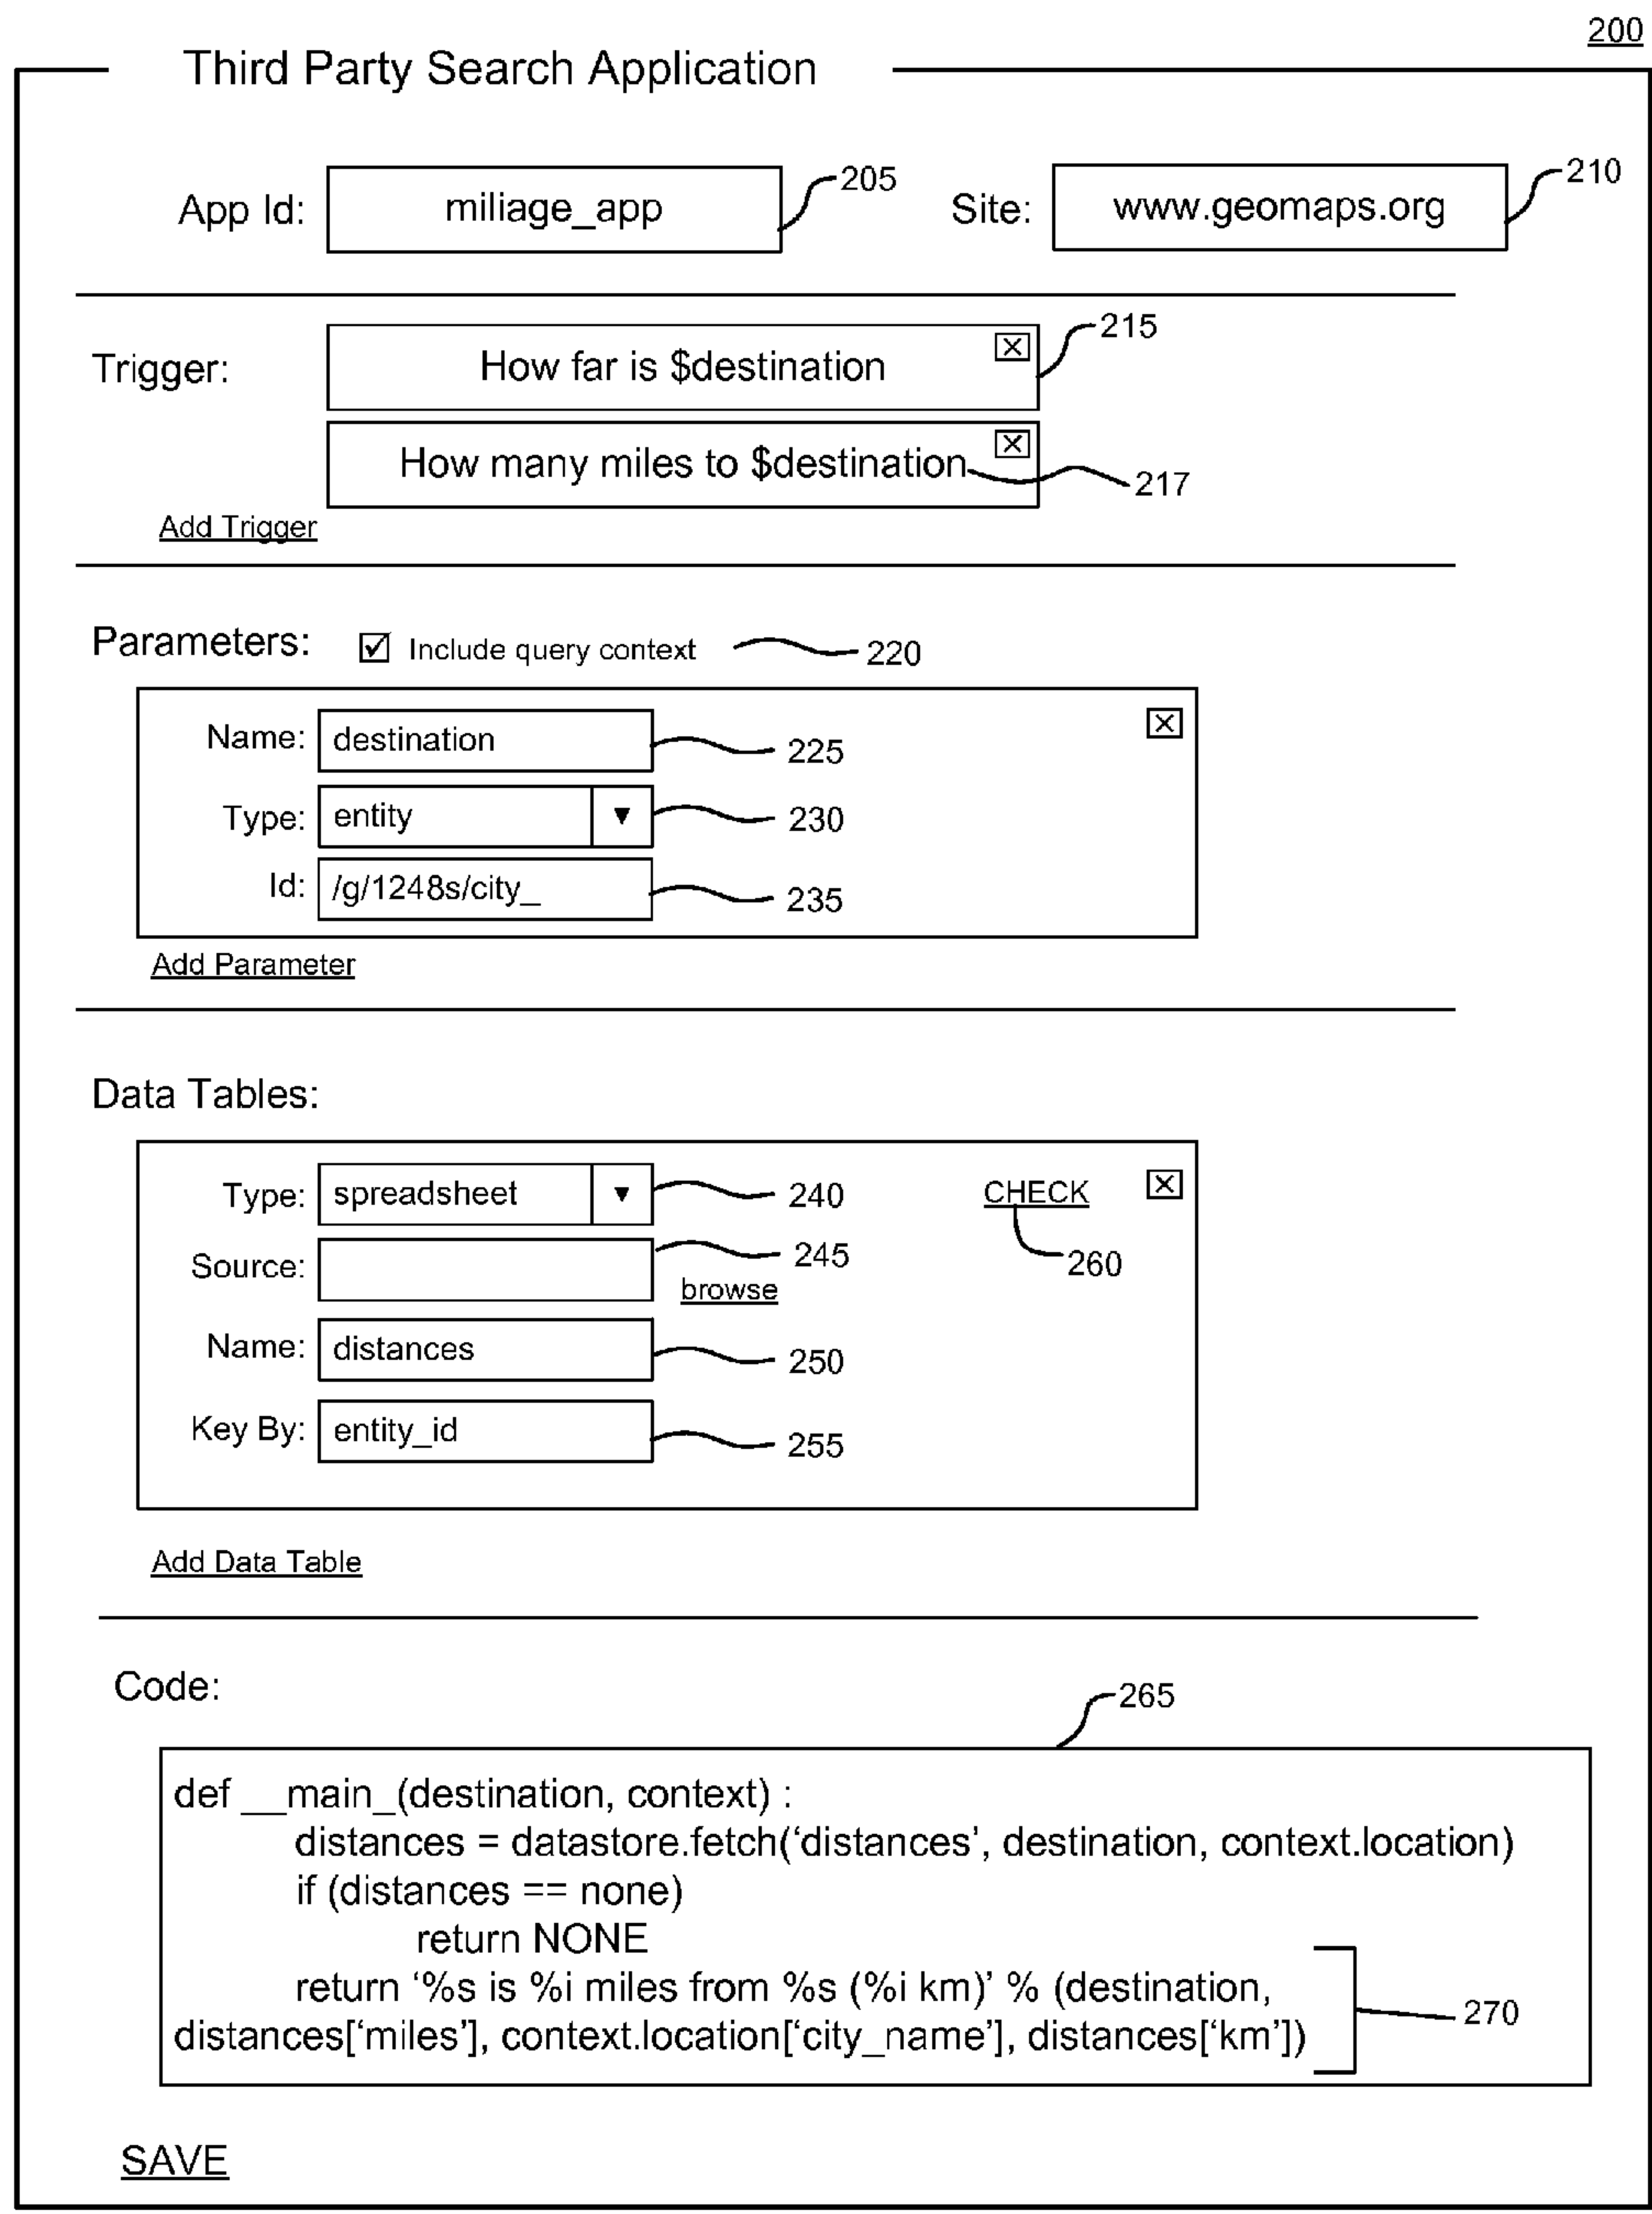 200
Third Party Search Application
App Id: miliage_app 205 Site: www.geomaps.org 210
Trigger: How far is $destination 215
How many miles to $destination 217
Add Trigger
Parameters: Include query context 220
Name: destination 225
Type: entity 230
Id: /g/1248s/city_ 235
Add Parameter
Data Tables:
Type: spreadsheet 240 CHECK
Source: 245 260
browse
Name: distances 250
Key By: entity_id 255
Add Data Table
Code:
265
def __main_(destination, context) :
distances = datastore.fetch(‘distances’, destination, context.location)
if (distances == none)
return NONE
return ‘%s is %i miles from %s (%i km)’ % (destination,
distances[‘miles’], context.location[‘city_name’], distances[‘km’])
270
SAVE